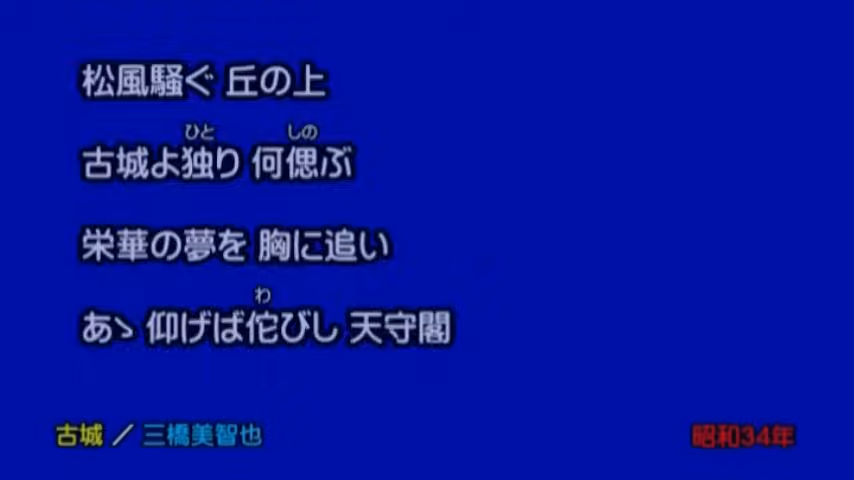 松風騒ぐ 丘の上
ひと しの
古城よ独り 何偲ぶ
栄華の夢を 胸に追い
わ
あゝ 仰げば侘びし 天守閣
古城 / 三橋美智也
昭和34年